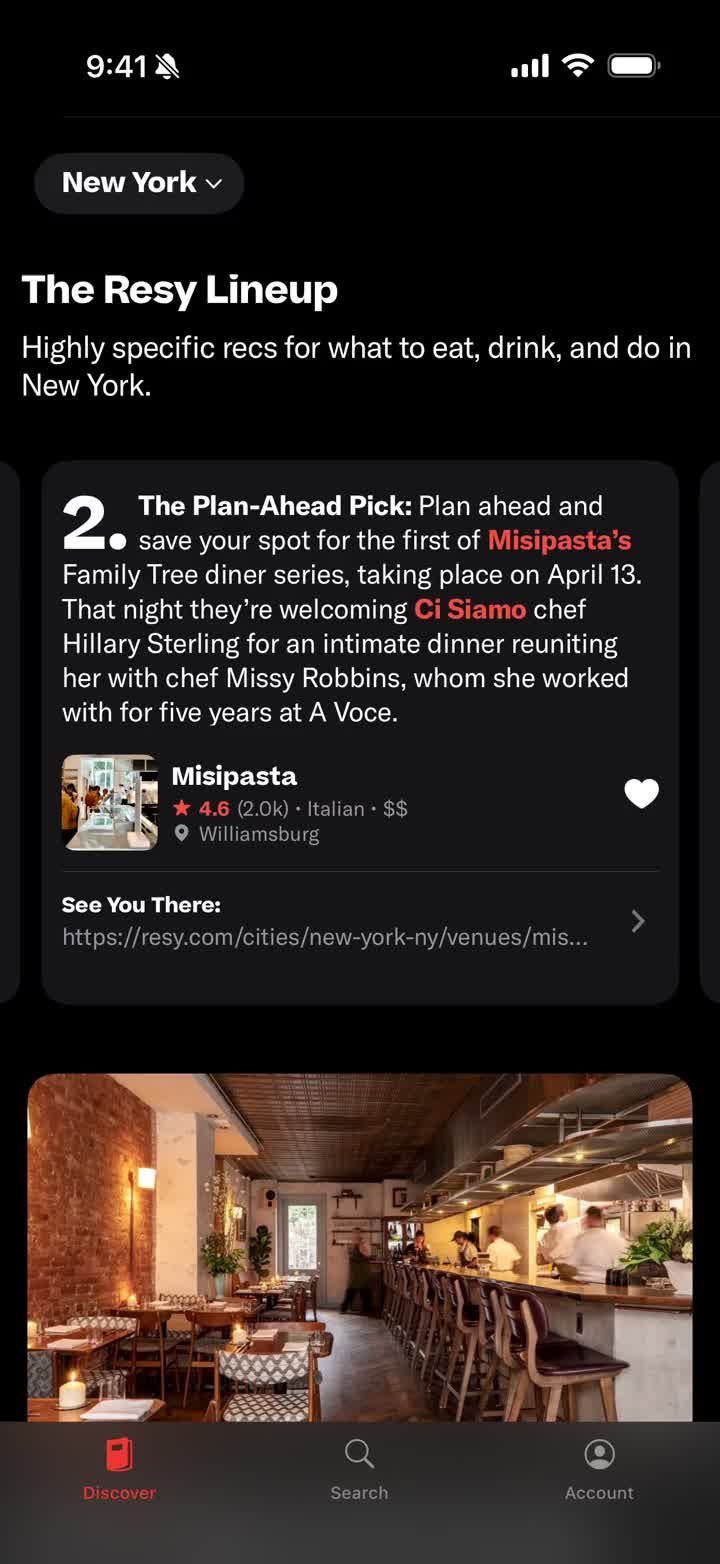 9:41
New York
The Resy Lineup
Highly specific recs for what to eat, drink, and do in
New York.
2. The Plan-Ahead Pick: Plan ahead and
save your spot for the first of Misipasta’s
Family Tree diner series, taking place on April 13.
That night they’re welcoming Ci Siamo chef
Hillary Sterling for an intimate dinner reuniting
her with chef Missy Robbins, whom she worked
with for five years at A Voce.
Misipasta
★ 4.6 (2.0k) • Italian • $$
Williamsburg
See You There:
https://resy.com/cities/new-york-ny/venues/mis...
Discover
Search
Account